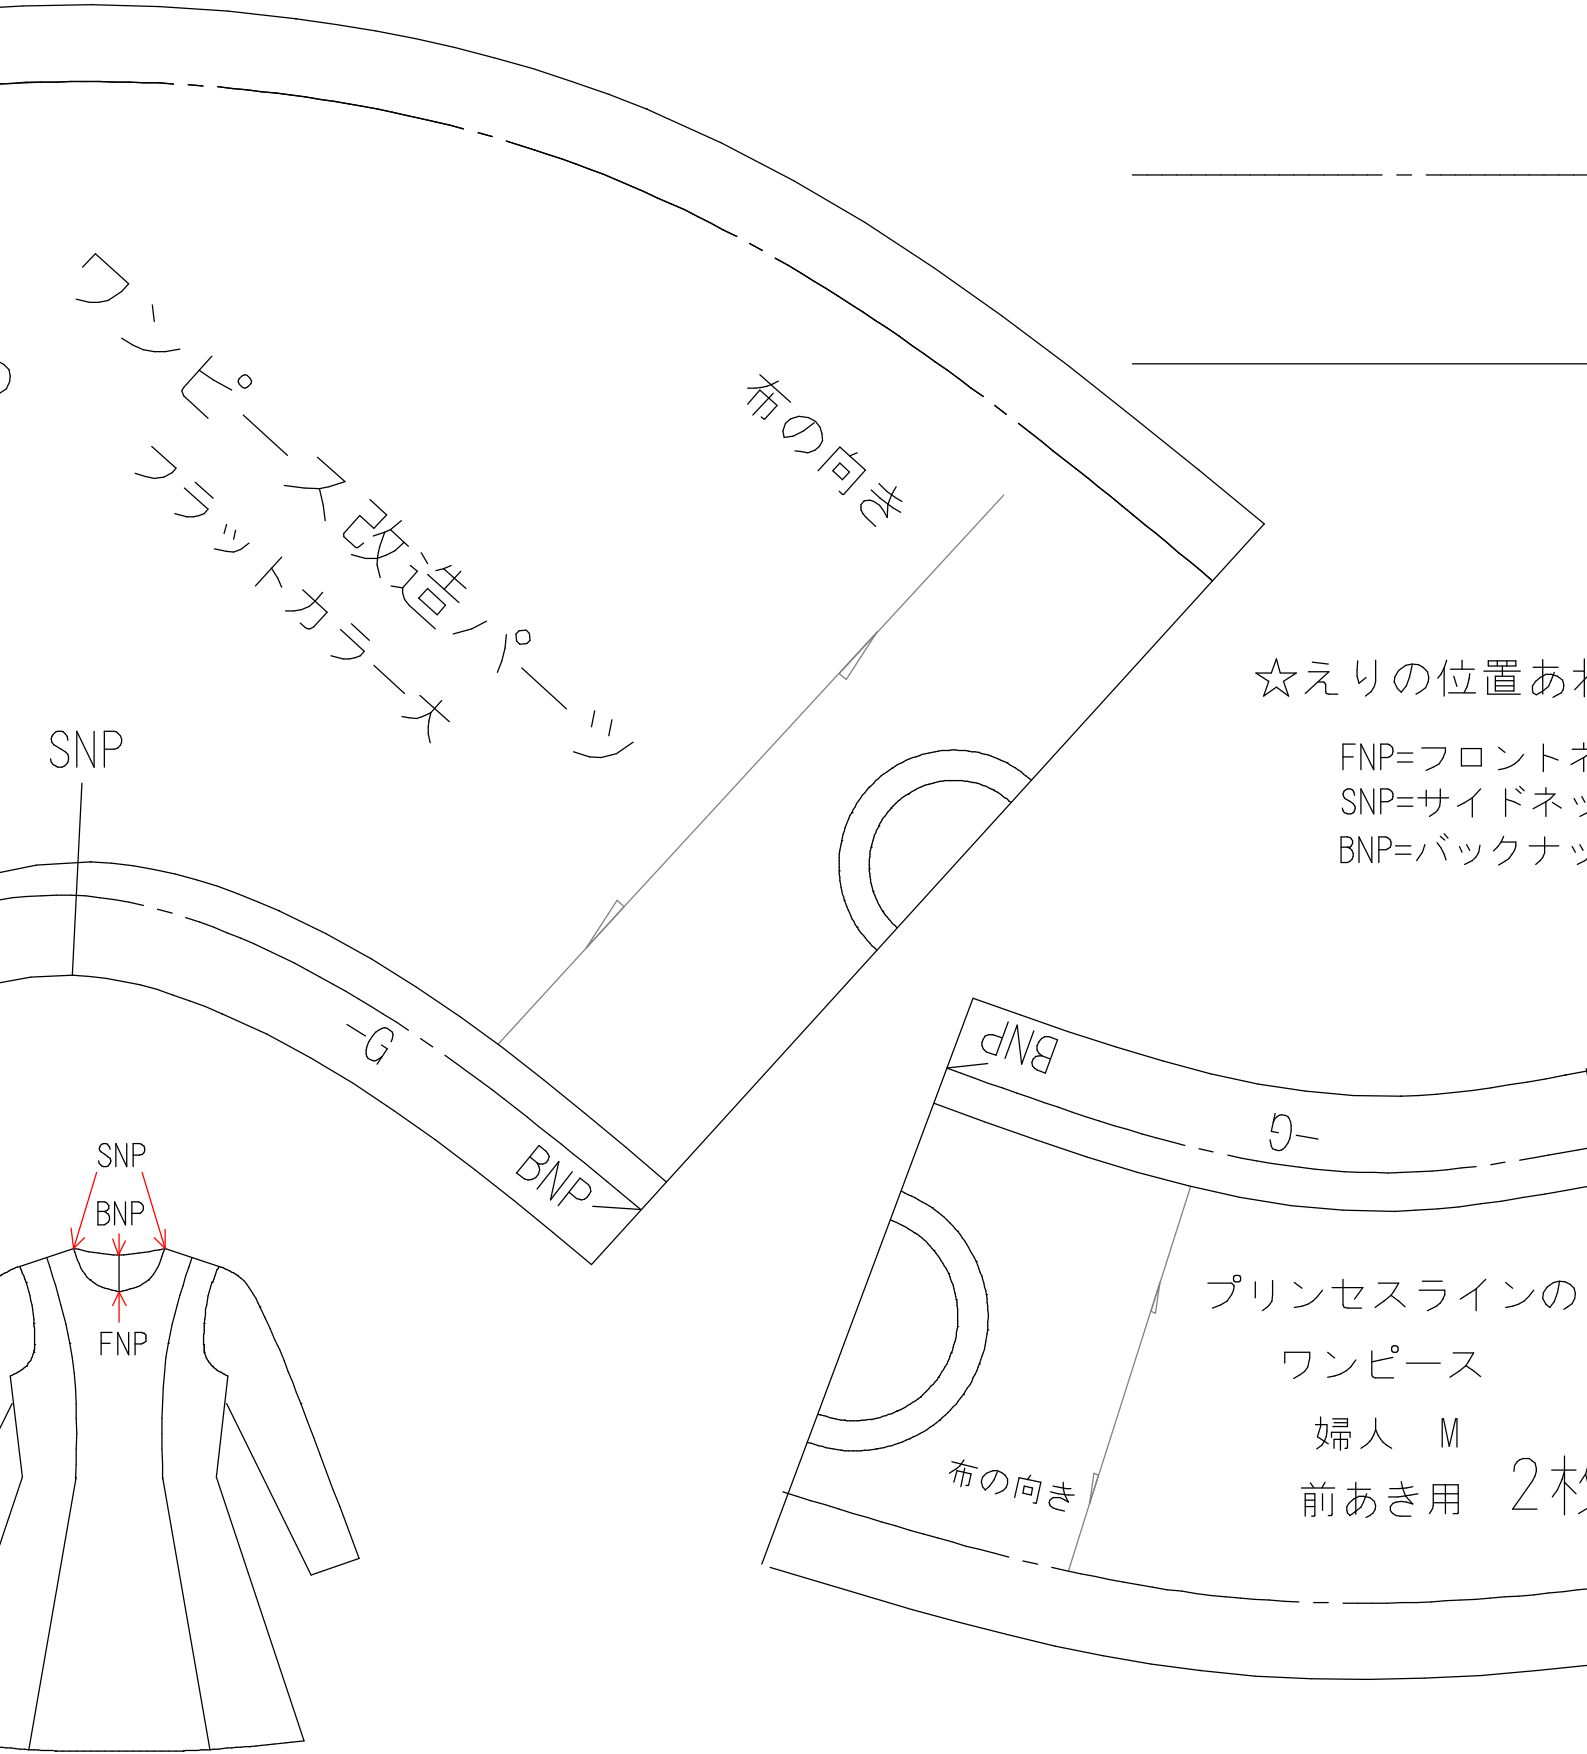 ワンピース改造パーツ
フラットカラー大
布の向き
SNP
-G
BNP
☆えりの位置あ
FNP=フロント
SNP=サイドネッ
BNP=バックナッ
BNP
-G
プリンセスラインの
ワンピース
婦人 M
前あき用 2枚
布の向き
SNP
BNP
FNP